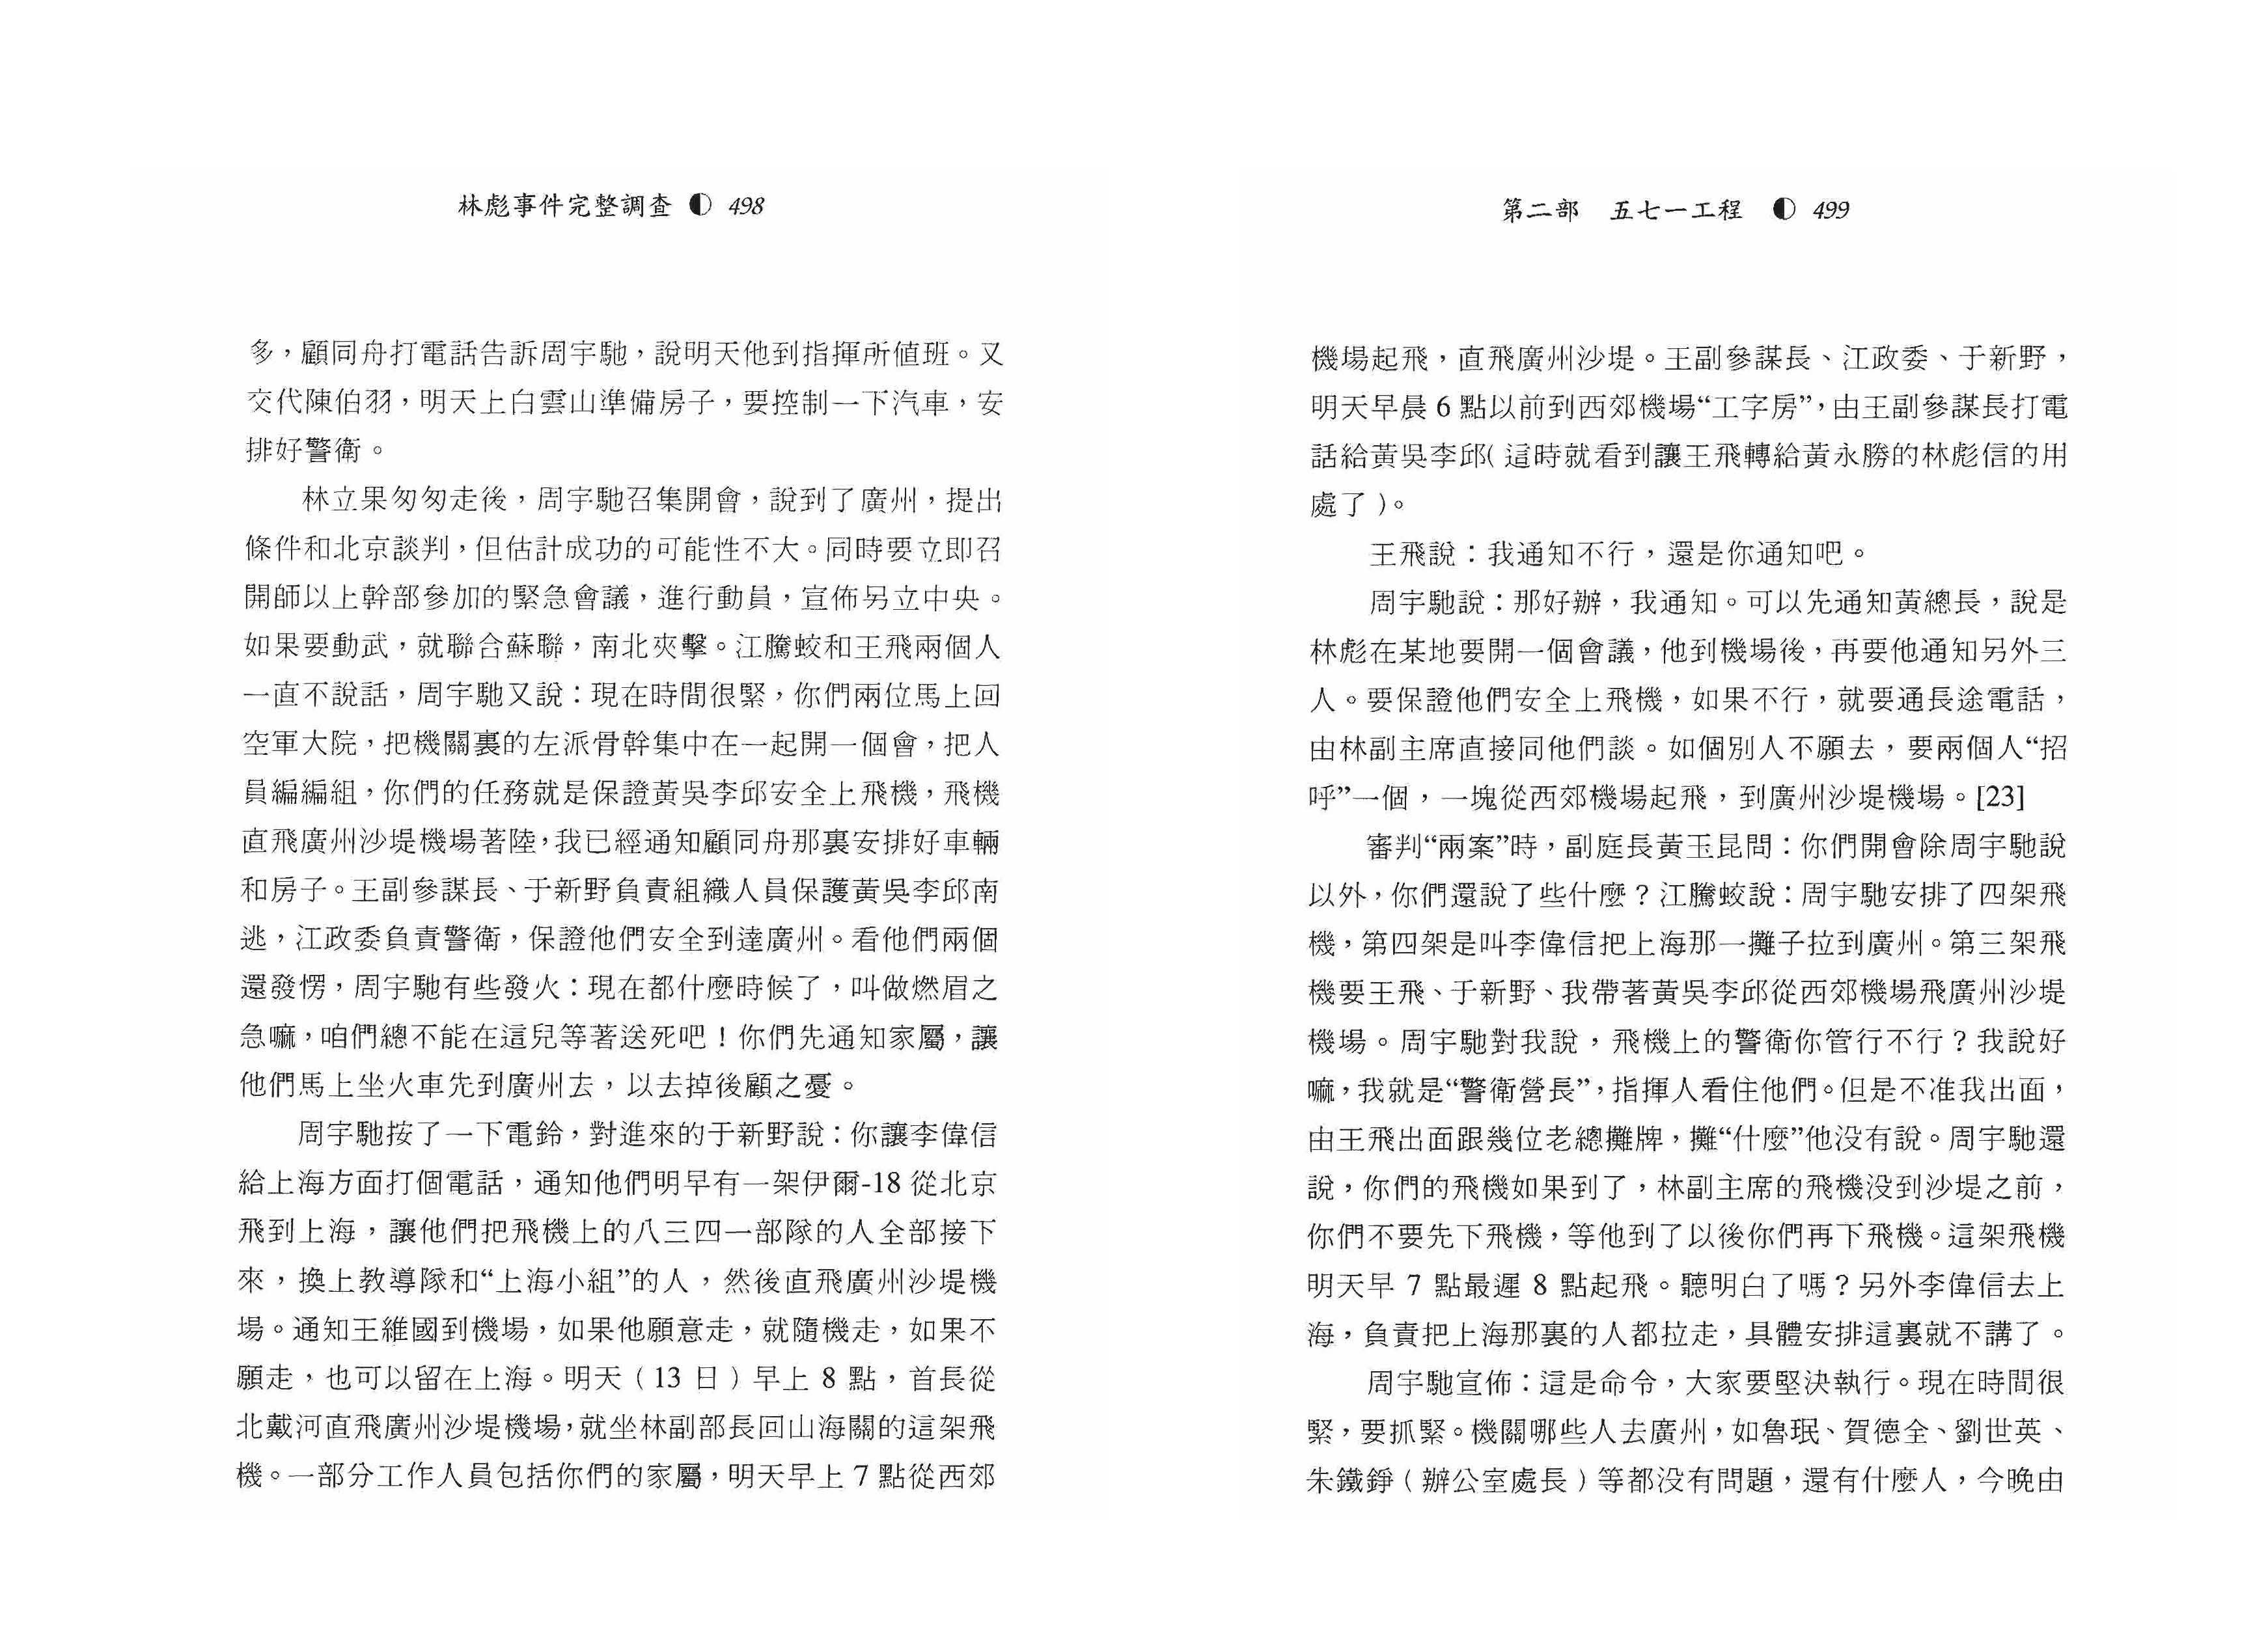 林彪事件完整調查 ◐ 498
多，顧同舟打電話告訴周宇馳，說明天他到指揮所值班。又
交代陳伯羽，明天上白雲山準備房子，要控制一下汽車，安
排好警衛。
林立果匆匆走後，周宇馳召集開會，說到了廣州，提出
條件和北京談判，但估計成功的可能性不大。同時要立即召
開師以上幹部參加的緊急會議，進行動員，宣佈另立中央。
如果要動武，就聯合蘇聯，南北夾擊。江騰蛟和王飛兩個人
一直不說話，周宇馳又說：現在時間很緊，你們兩位馬上回
空軍大院，把機關裏的左派骨幹集中在一起開一個會，把人
員編編組，你們的任務就是保證黃吳李邱安全上飛機，飛機
直飛廣州沙堤機場著陸，我已經通知顧同舟那裏安排好車輛
和房子。王副參謀長、于新野負責組織人員保護黃吳李邱南
逃，江政委負責警衛，保證他們安全到達廣州。看他們兩個
還發愣，周宇馳有些發火：現在都什麼時候了，叫做燃眉之
急嘛，咱們總不能在這兒等著送死吧！你們先通知家屬，讓
他們馬上坐火車先到廣州去，以去掉後顧之憂。
周宇馳按了一下電鈴，對進來的于新野說：你讓李偉信
給上海方面打個電話，通知他們明早有一架伊爾-18 從北京
飛到上海，讓他們把飛機上的八三四一部隊的人全部接下
來，換上教導隊和“上海小組”的人，然後直飛廣州沙堤機
場。通知王維國到機場，如果他願意走，就隨機走，如果不
願走，也可以留在上海。明天（13 日）早上 8 點，首長從
北戴河直飛廣州沙堤機場，就坐林副部長回山海關的這架飛
機。一部分工作人員包括你們的家屬，明天早上 7 點從西郊
第二部 五七一工程 ◐ 499
機場起飛，直飛廣州沙堤。王副參謀長、江政委、于新野，
明天早晨 6 點以前到西郊機場“工字房”，由王副參謀長打電
話給黃吳李邱（這時就看到讓王飛轉給黃永勝的林彪信的用
處了）。
王飛說：我通知不行，還是你通知吧。
周宇馳說：那好辦，我通知。可以先通知黃總長，說是
林彪在某地要開一個會議，他到機場後，再要他通知另外三
人。要保證他們安全上飛機，如果不行，就要通長途電話，
由林副主席直接同他們談。如個別人不願去，要兩個人“招
呼”一個，一塊從西郊機場起飛，到廣州沙堤機場。[23]
審判“兩案”時，副庭長黃玉昆問：你們開會除周宇馳說
以外，你們還說了些什麼？江騰蛟說：周宇馳安排了四架飛
機，第四架是叫李偉信把上海那一攤子拉到廣州。第三架飛
機要王飛、于新野、我帶著黃吳李邱從西郊機場飛廣州沙堤
機場。周宇馳對我說，飛機上的警衛你管行不行？我說好
嘛，我就是“警衛營長”，指揮人看住他們。但是不准我出面，
由王飛出面跟幾位老總攤牌，攤“什麼”他没有說。周宇馳還
說，你們的飛機如果到了，林副主席的飛機没到沙堤之前，
你們不要先下飛機，等他到了以後你們再下飛機。這架飛機
明天早 7 點最遲 8 點起飛。聽明白了嗎？另外李偉信去上
海，負責把上海那裏的人都拉走，具體安排這裏就不講了。
周宇馳宣佈：這是命令，大家要堅決執行。現在時間很
緊，要抓緊。機關哪些人去廣州，如魯珉、賀德全、劉世英、
朱鐵錚（辦公室處長）等都没有問題，還有什麼人，今晚由